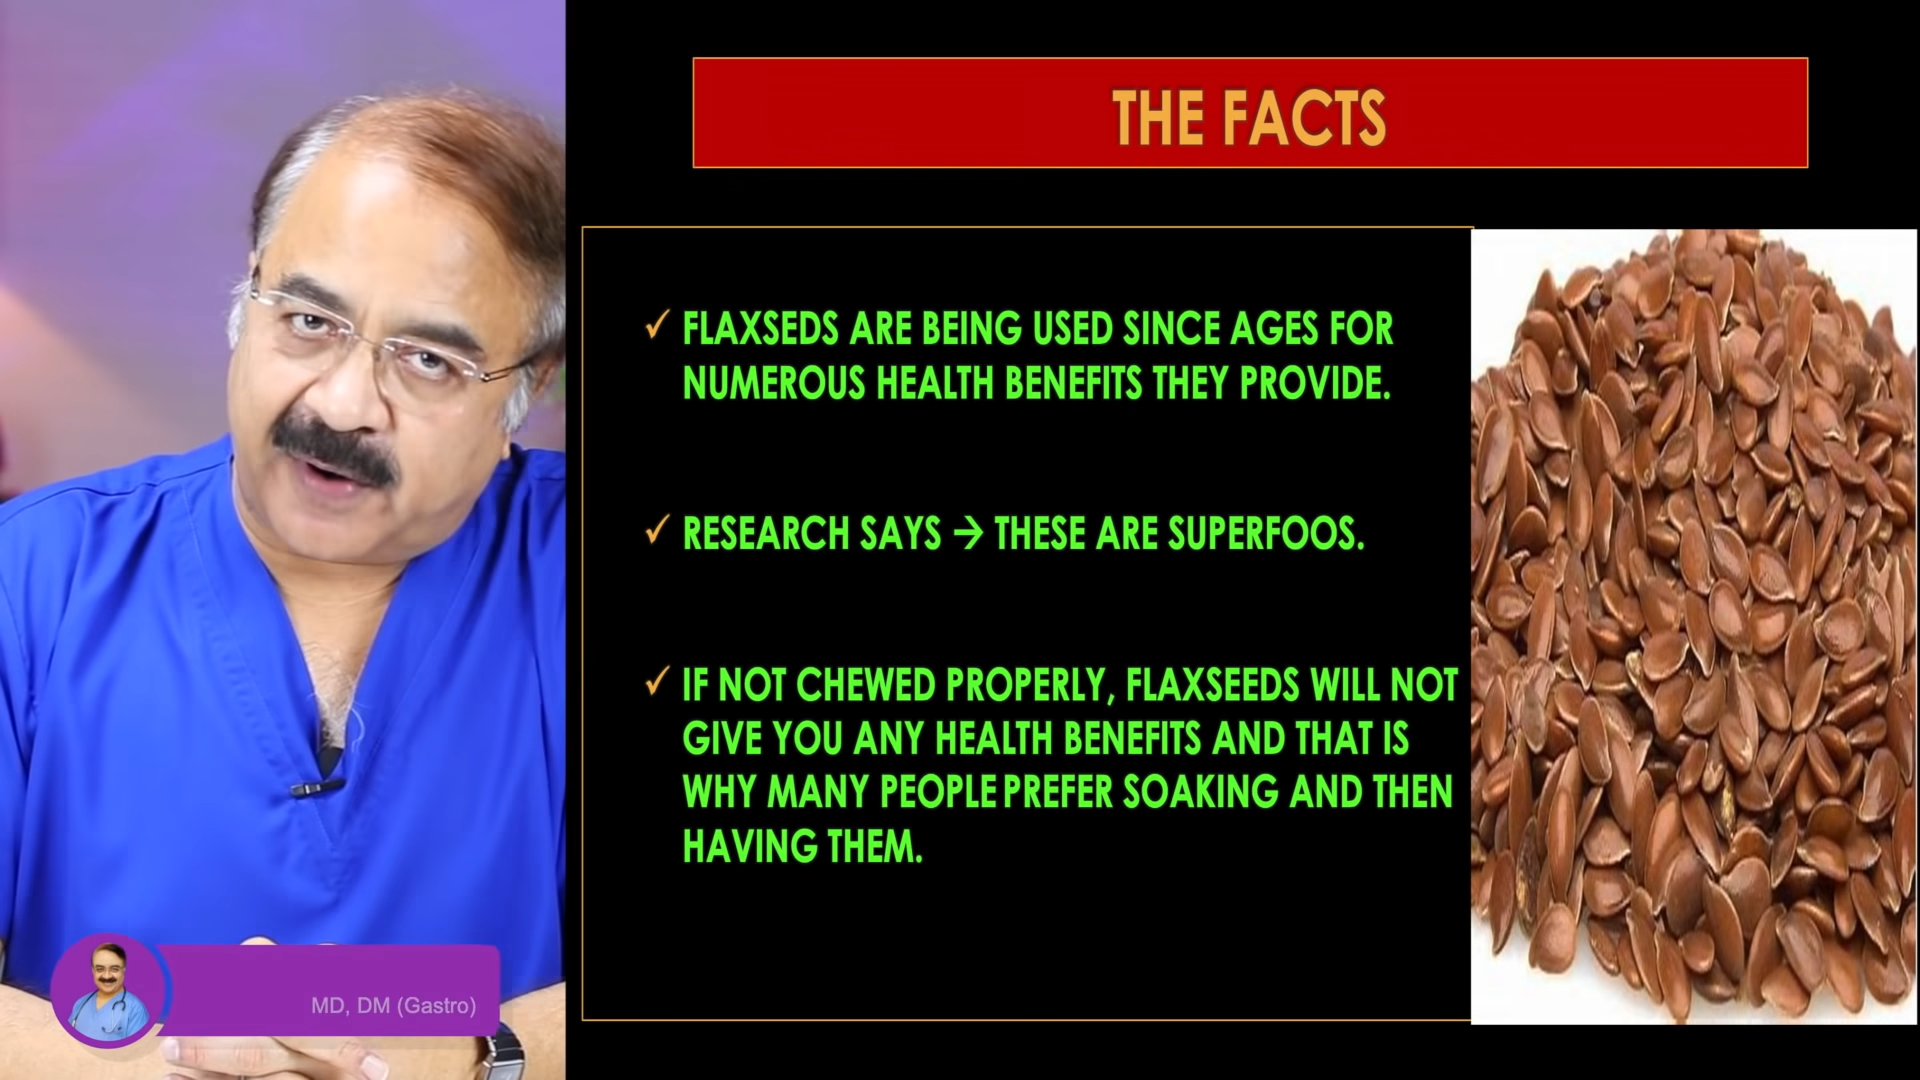 THE FACTS
✓ FLAXSEDS ARE BEING USED SINCE AGES FOR
NUMEROUS HEALTH BENEFITS THEY PROVIDE.
✓ RESEARCH SAYS → THESE ARE SUPERFOOS.
✓ IF NOT CHEWED PROPERLY, FLAXSEEDS WILL NOT
GIVE YOU ANY HEALTH BENEFITS AND THAT IS
WHY MANY PEOPLE PREFER SOAKING AND THEN
HAVING THEM.
MD, DM (Gastro)